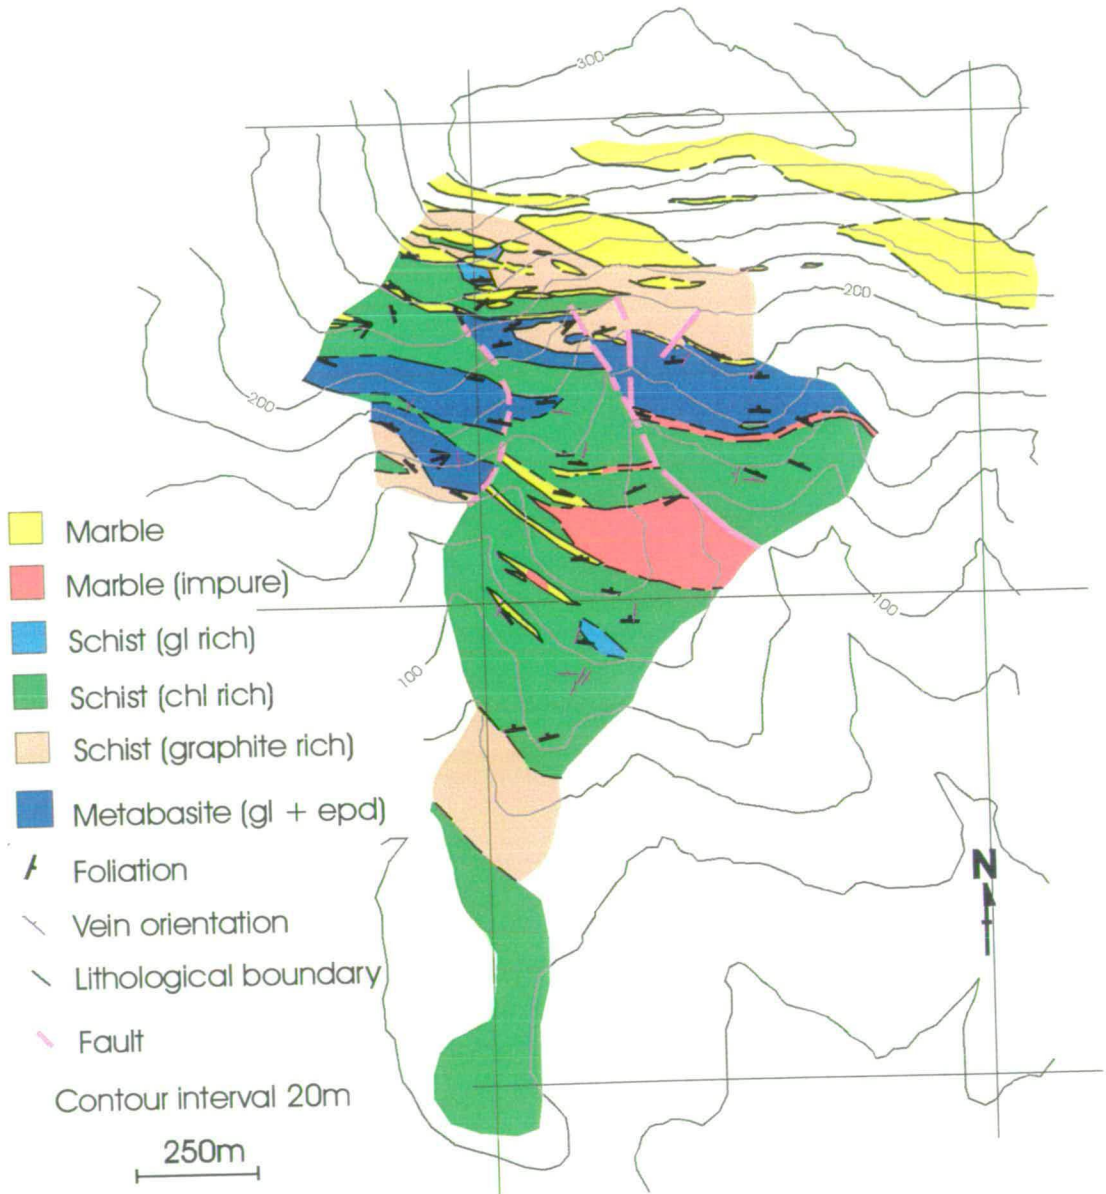 300
200
200
Marble
Marble (impure)
100
Schist (gl rich)
100
Schist (chl rich)
Schist (graphite rich)
Metabasite (gl + epd)
N
Foliation
Vein orientation
Lithological boundary
Fault
Contour interval 20m
250m